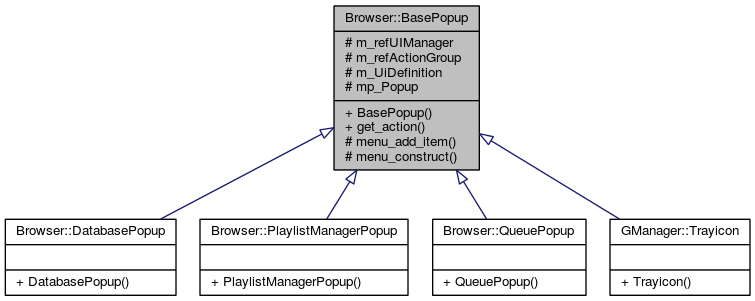 Browser::BasePopup
# m_refUIManager
# m_refActionGroup
# m_UiDefinition
# mp_Popup
+ BasePopup()
+ get_action()
# menu_add_item()
# menu_construct()
Browser::DatabasePopup
+ DatabasePopup()
Browser::PlaylistManagerPopup
+ PlaylistManagerPopup()
Browser::QueuePopup
+ QueuePopup()
GManager::Trayicon
+ Trayicon()